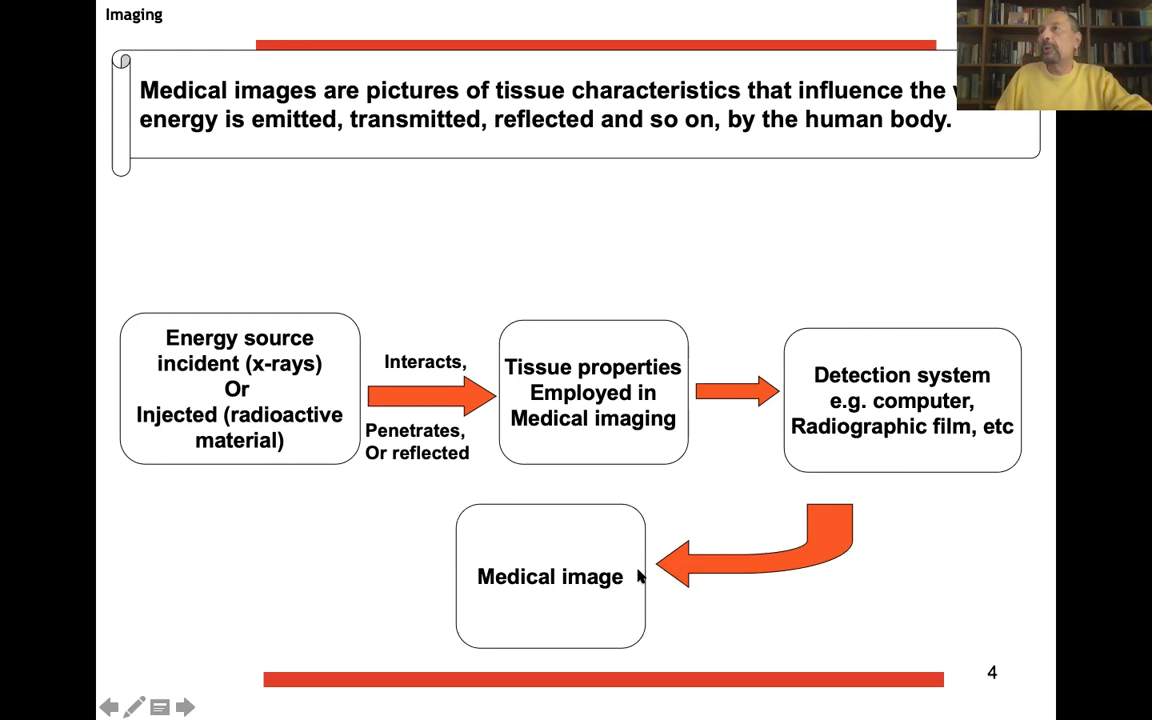 Imaging
Medical images are pictures of tissue characteristics that influence the
energy is emitted, transmitted, reflected and so on, by the human body.
Energy source
incident (x-rays)
Or
Injected (radioactive
material)
Interacts,
Penetrates,
Or reflected
Tissue properties
Employed in
Medical imaging
Detection system
e.g. computer,
Radiographic film, etc
Medical image
4